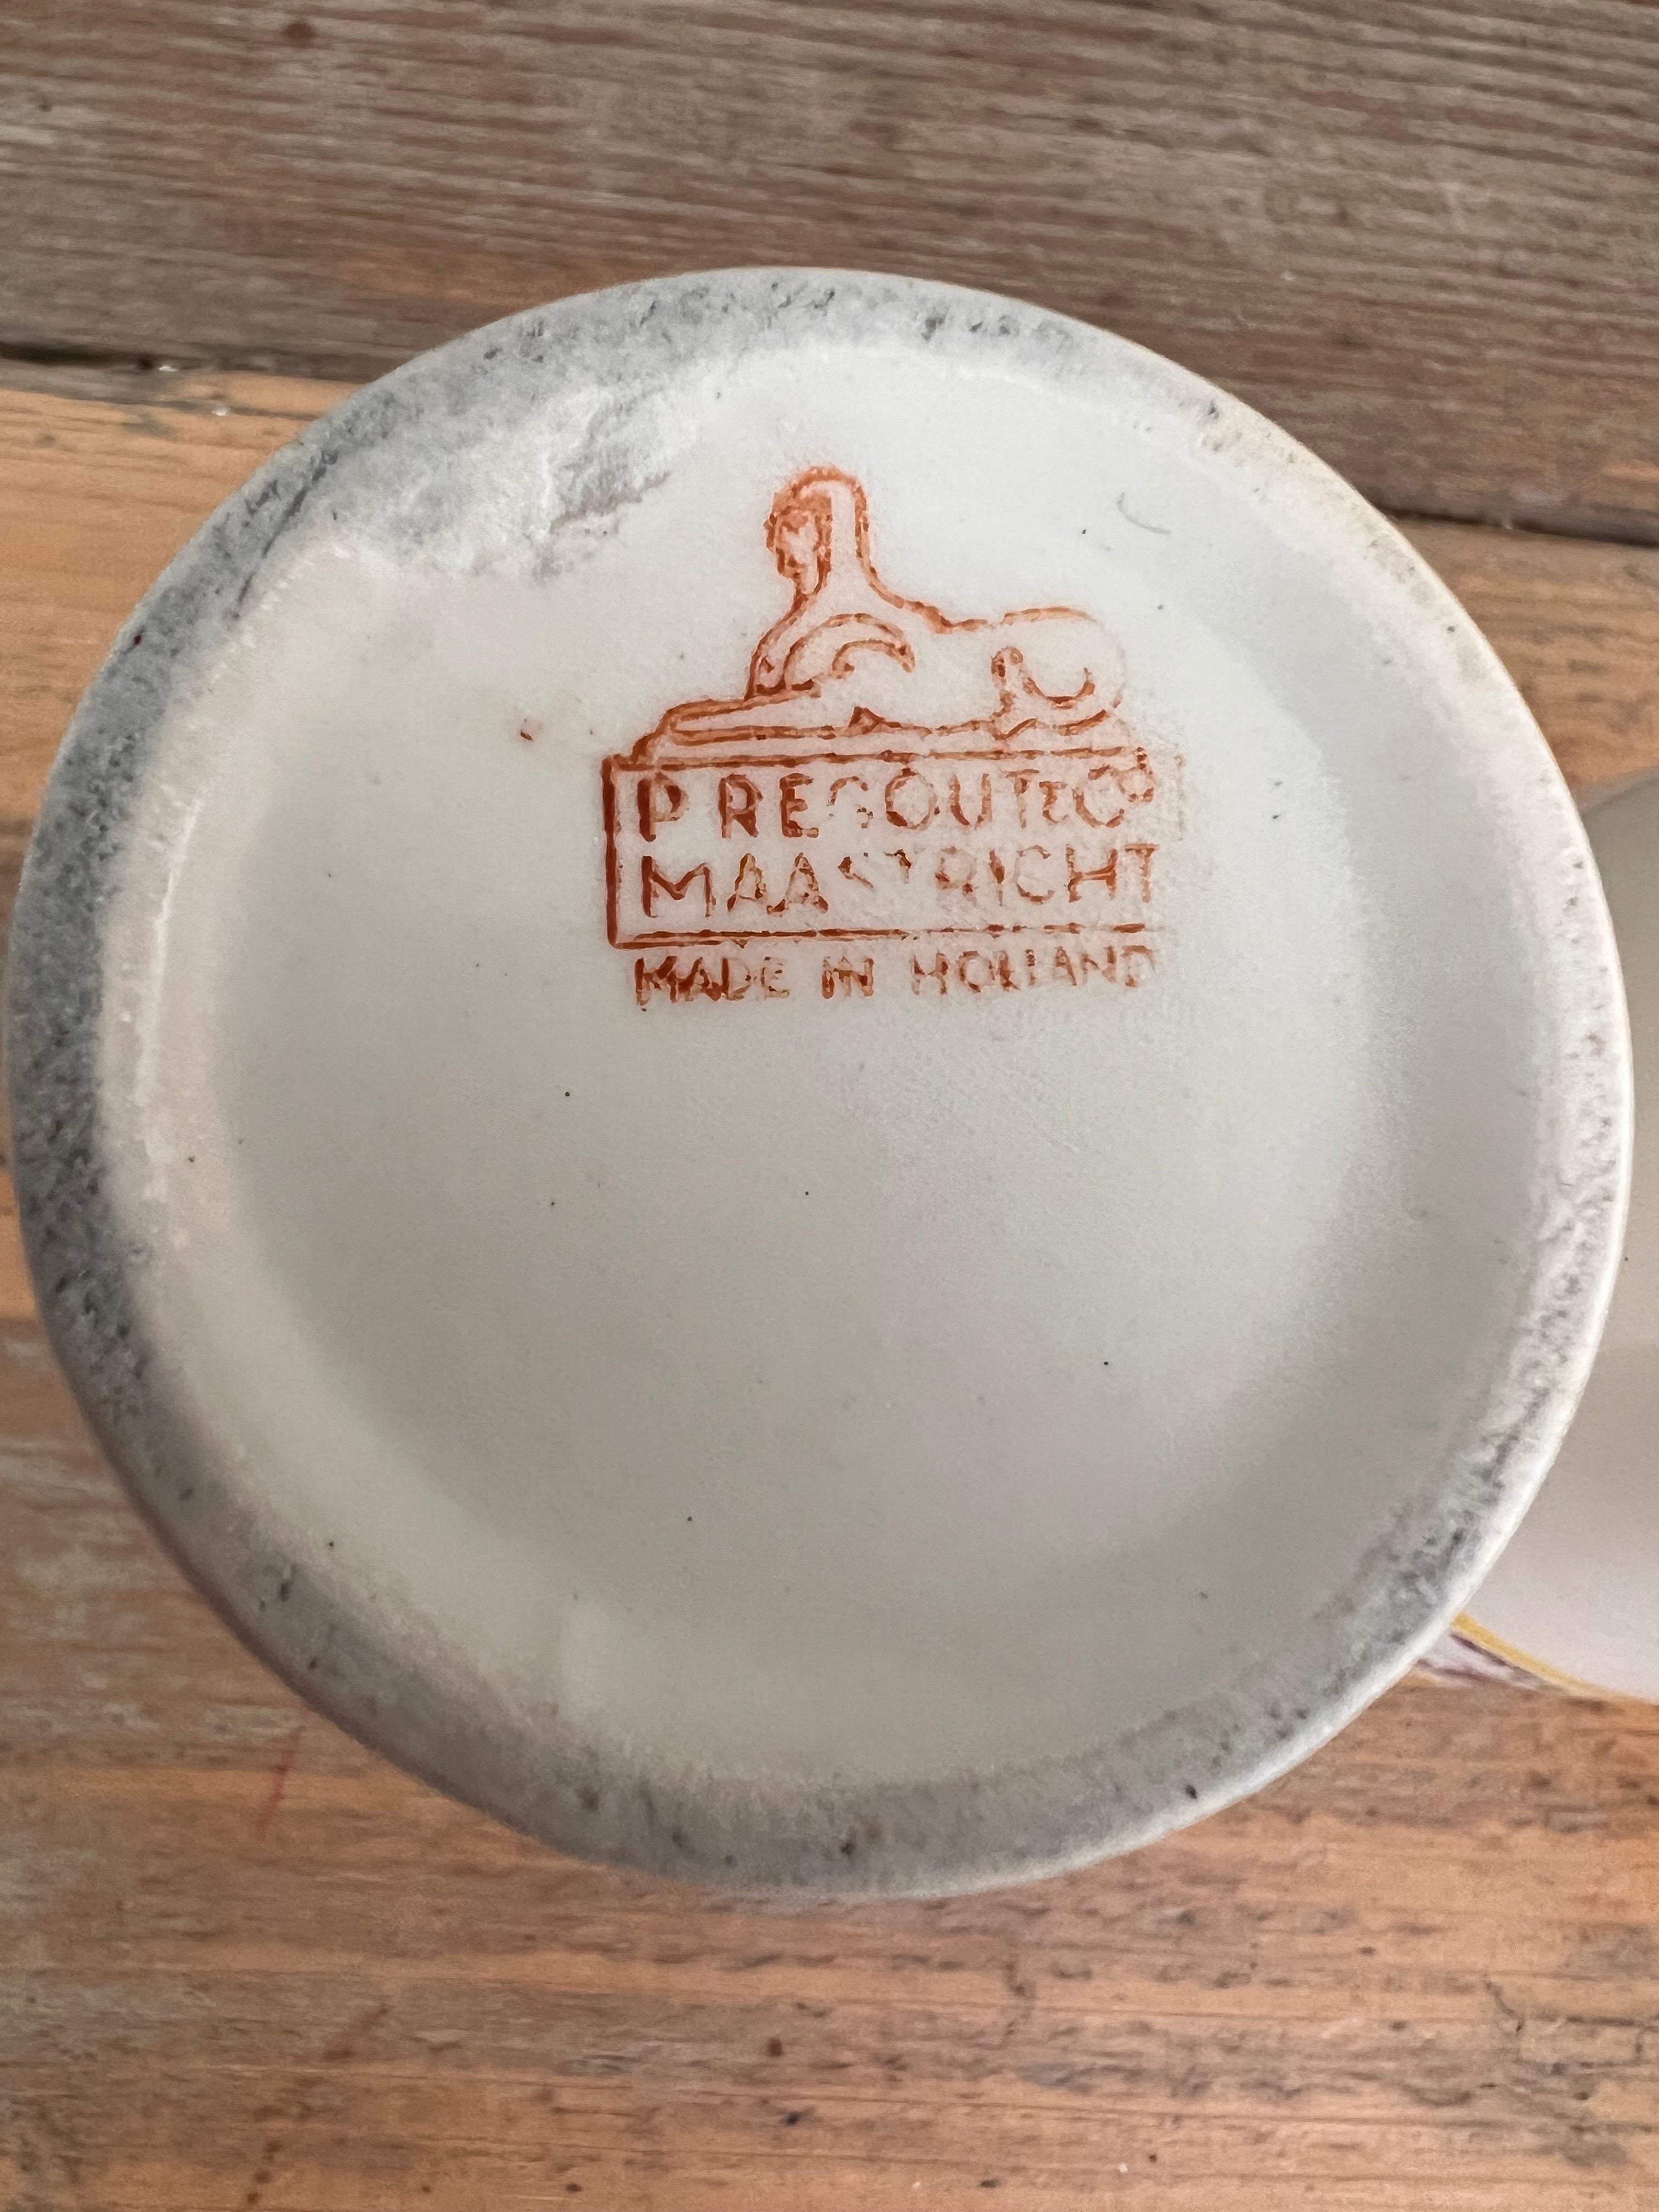 P REGOUT & Cº
MAASTRICHT
MADE IN HOLLAND